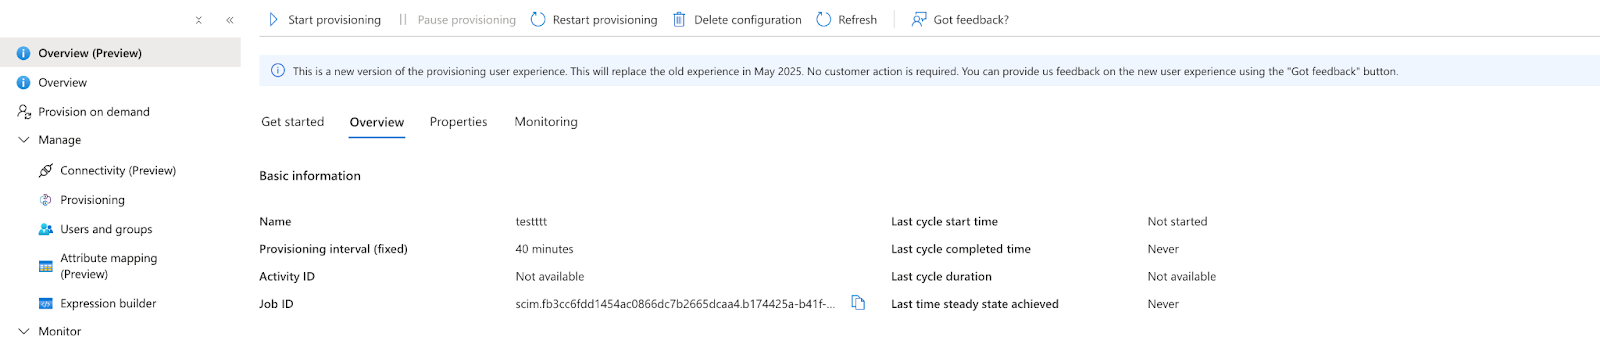 Start provisioning
Pause provisioning
Restart provisioning
Delete configuration
Refresh
Got feedback?
Overview (Preview)
Overview
Provision on demand
Manage
Connectivity (Preview)
Provisioning
Users and groups
Attribute mapping
(Preview)
Expression builder
Monitor
This is a new version of the provisioning user experience. This will replace the old experience in May 2025. No customer action is required. You can provide us feedback on the new user experience using the "Got feedback" button.
Get started
Overview
Properties
Monitoring
Basic information
Name testttt
Provisioning interval (fixed) 40 minutes
Activity ID Not available
Job ID scim.fb3cc6fdd1454ac0866dc7b2665dcaa4.b174425a-b41f-...
Last cycle start time Not started
Last cycle completed time Never
Last cycle duration Not available
Last time steady state achieved Never